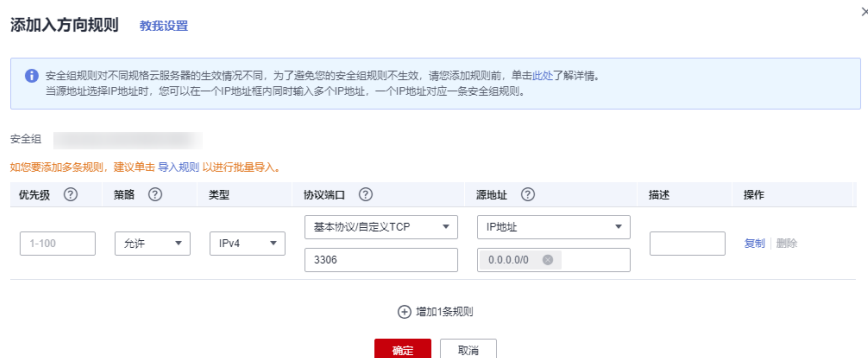 添加入方向规则 教我设置
安全组规则对不同规格云服务器的生效情况不同，为了避免您的安全组规则不生效，请您添加规则前，单击此处了解详情。
当源地址选择IP地址时，您可以在一个IP地址框内同时输入多个IP地址，一个IP地址对应一条安全组规则。
安全组
如您要添加多条规则，建议单击 导入规则 以进行批量导入。
优先级 ? 策略 ? 类型 协议端口 ? 源地址 ? 描述 操作
基本协议/自定义TCP IP地址
1-100 允许 IPv4 复制 | 删除
3306 0.0.0.0/0
增加1条规则
确定 取消